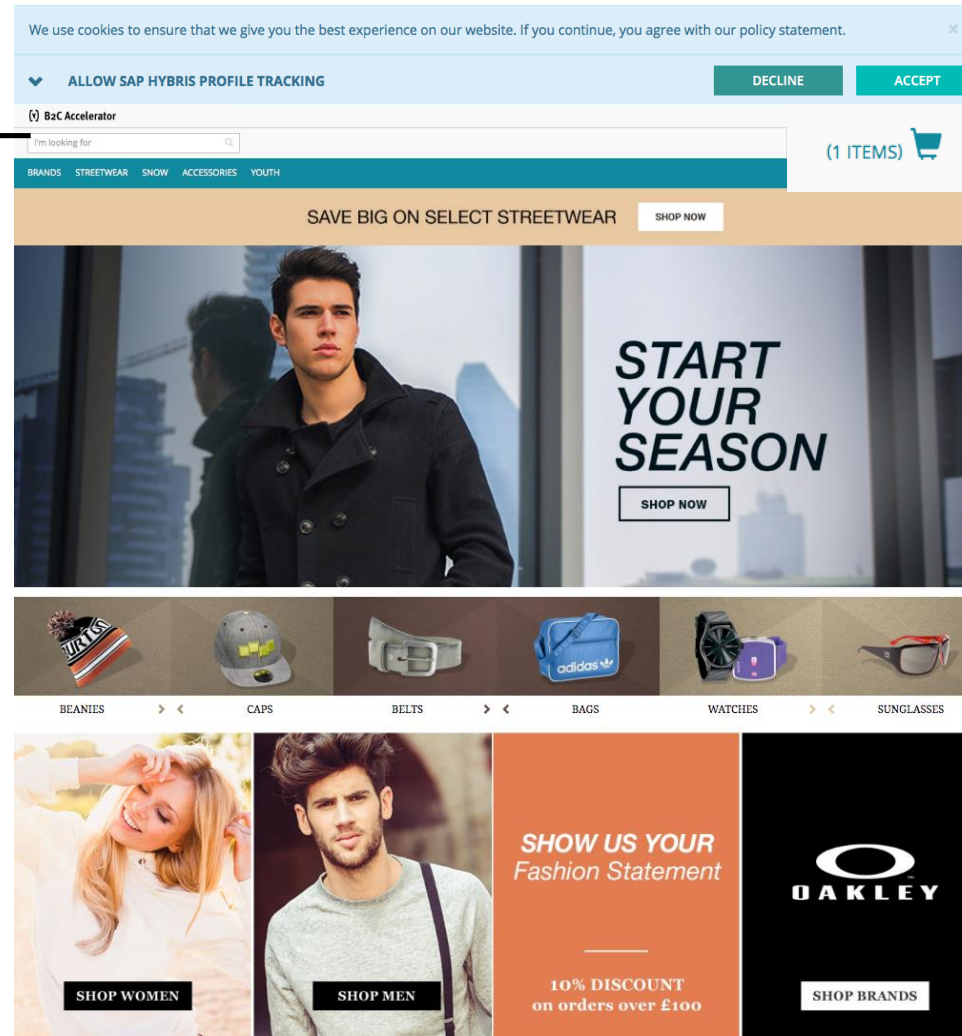 We use cookies to ensure that we give you the best experience on our website. If you continue, you agree with our policy statement. ×
ALLOW SAP HYBRIS PROFILE TRACKING
DECLINE
ACCEPT
(y) B2C Accelerator
I'm looking for
(1 ITEMS)
BRANDS STREETWEAR SNOW ACCESSORIES YOUTH
SAVE BIG ON SELECT STREETWEAR
SHOP NOW
START
YOUR
SEASON
SHOP NOW
BURTON
adidas
BEANIES
CAPS
BELTS
BAGS
WATCHES
SUNGLASSES
SHOW US YOUR
Fashion Statement
10% DISCOUNT
on orders over £100
OAKLEY
SHOP WOMEN
SHOP MEN
SHOP BRANDS